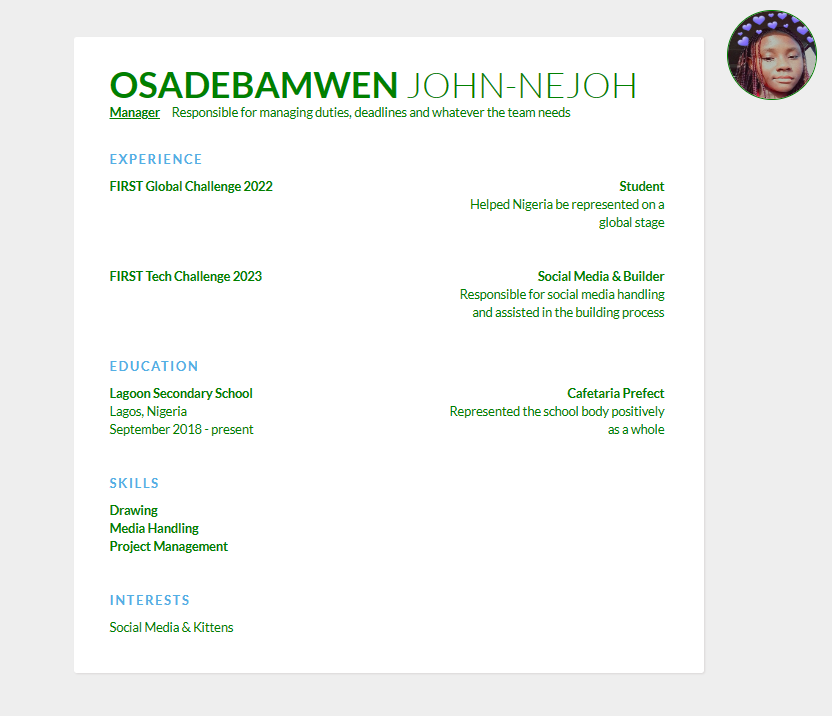 OSADEBAMWEN JOHN-NEJOH
Manager Responsible for managing duties, deadlines and whatever the team needs
EXPERIENCE
FIRST Global Challenge 2022
Student
Helped Nigeria be represented on a
global stage
FIRST Tech Challenge 2023
Social Media & Builder
Responsible for social media handling
and assisted in the building process
EDUCATION
Lagoon Secondary School
Lagos, Nigeria
September 2018 - present
Cafetaria Prefect
Represented the school body positively
as a whole
SKILLS
Drawing
Media Handling
Project Management
INTERESTS
Social Media & Kittens